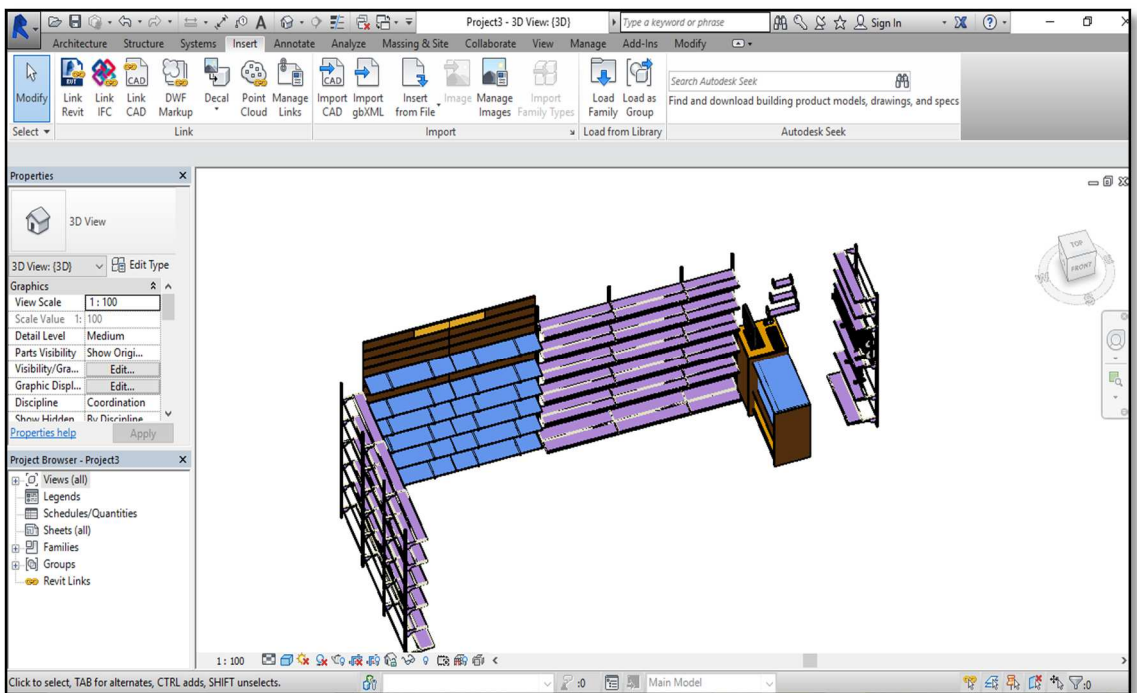 Project3 - 3D View: {3D}
Type a keyword or phrase
Sign In
Architecture Structure Systems Insert Annotate Analyze Massing & Site Collaborate View Manage Add-Ins Modify
Modify
Link Revit
Link IFC
Link CAD
DWF Markup
Decal
Point Cloud
Manage Links
Import CAD
Import gbXML
Insert from File
Image
Manage Images
Import Family Types
Load Family
Load as Group
Search Autodesk Seek
Find and download building product models, drawings, and specs
Select
Link
Import
Load from Library
Autodesk Seek
Properties
3D View
3D View: {3D}
Edit Type
Graphics
View Scale 1 : 100
Scale Value 1: 100
Detail Level Medium
Parts Visibility Show Origi...
Visibility/Gra... Edit...
Graphic Displ... Edit...
Discipline Coordination
Show Hidden By Discipline
Properties help
Apply
Project Browser - Project3
Views (all)
Legends
Schedules/Quantities
Sheets (all)
Families
Groups
Revit Links
TOP
FRONT
W
S
1 : 100
Click to select, TAB for alternates, CTRL adds, SHIFT unselects.
:0
Main Model
:0